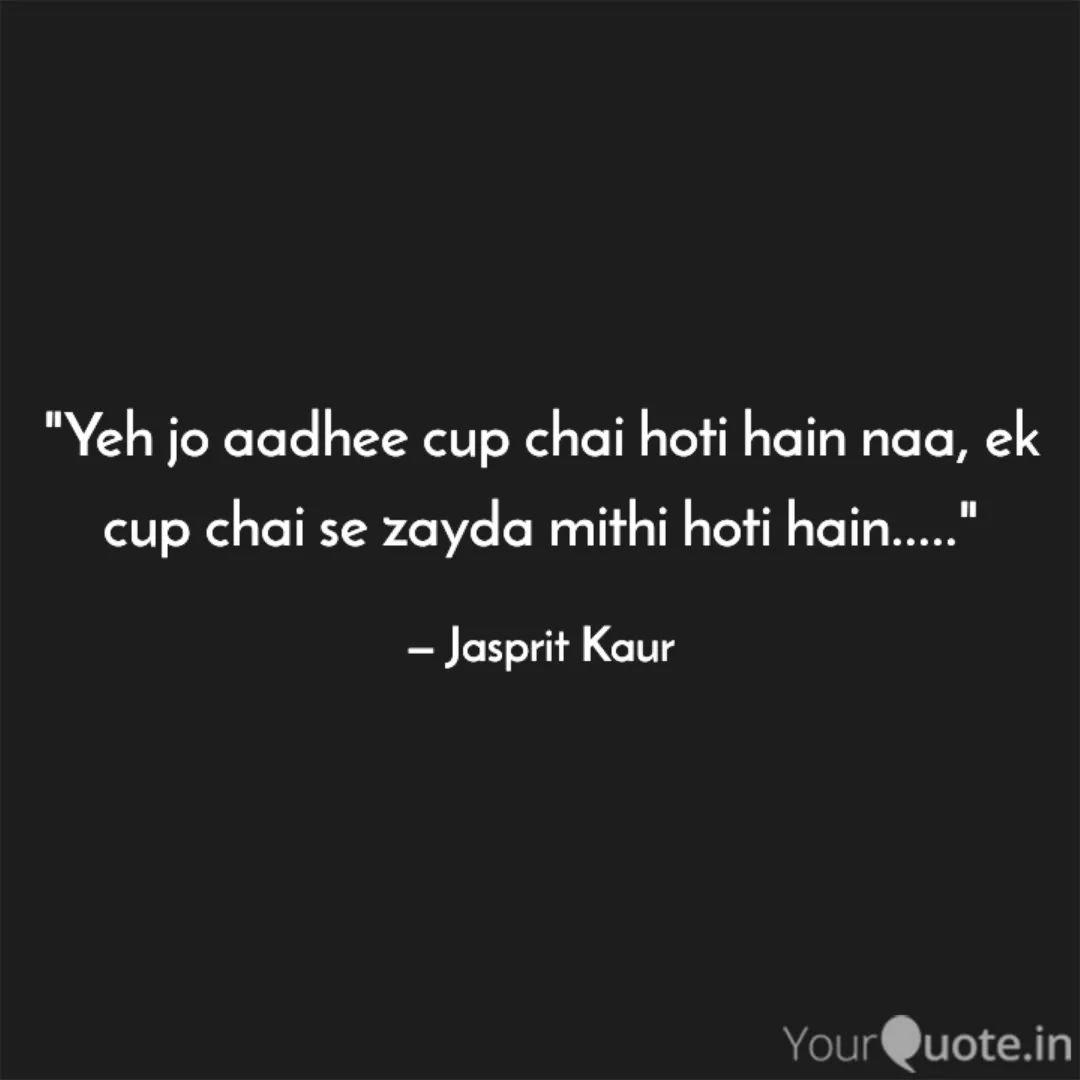 "Yeh jo aadhee cup chai hoti hain naa, ek
cup chai se zayda mithi hoti hain....."
– Jasprit Kaur
YourQuote.in